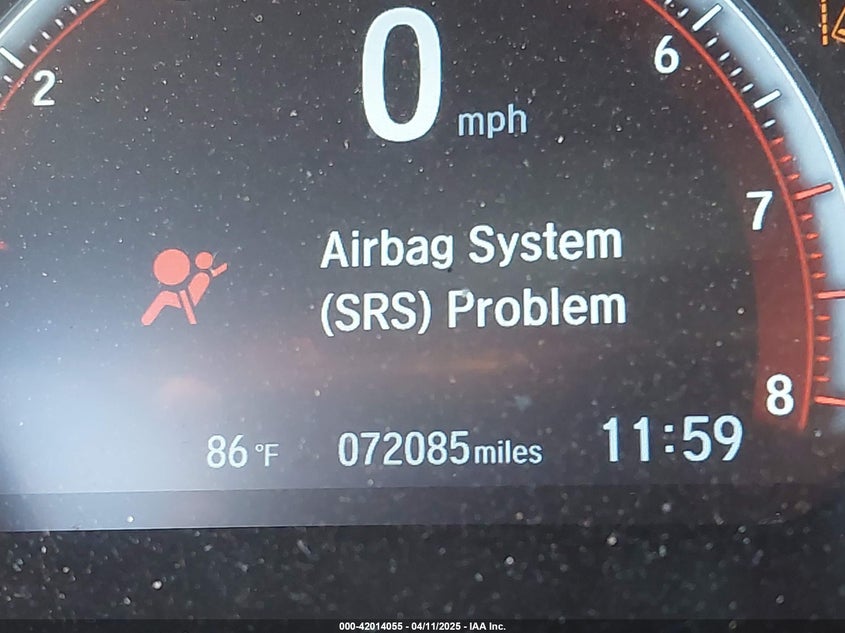 0 mph
2
6
7
Airbag System
(SRS) Problem
8
86 °F 072085 miles 11:59
000-42014055 - 04/11/2025 - IAA Inc.